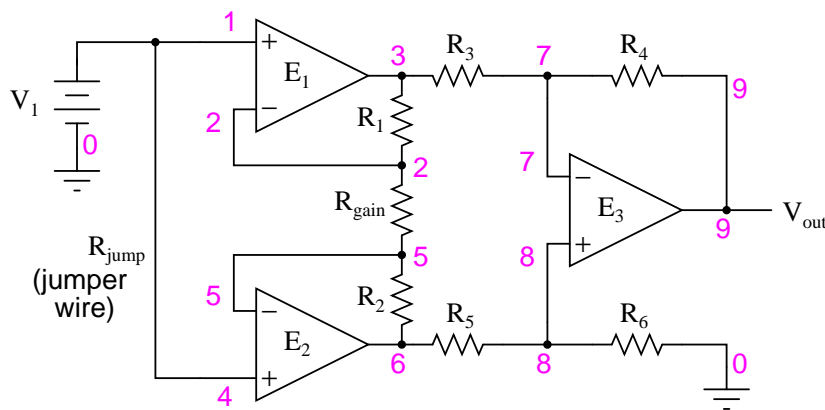 1
3
R3
7
R4
+
E1
9
V1
−
R1
2
0
2
7
−
Rgain
E3
Vout
9
Rjump
(jumper
wire)
5
+
8
5
−
R2
E2
R5
R6
+
6
8
0
4